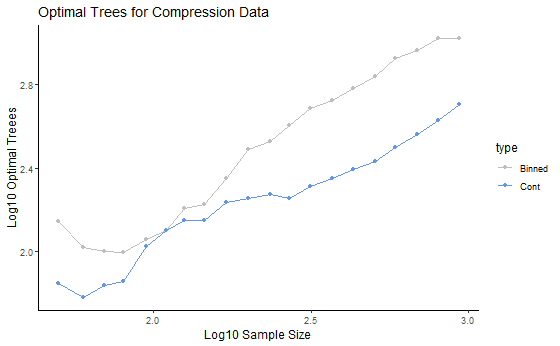 Optimal Trees for Compression Data
Log10 Optimal Treees
2.8
2.4
2.0
2.0
2.5
3.0
Log10 Sample Size
type
Binned
Cont